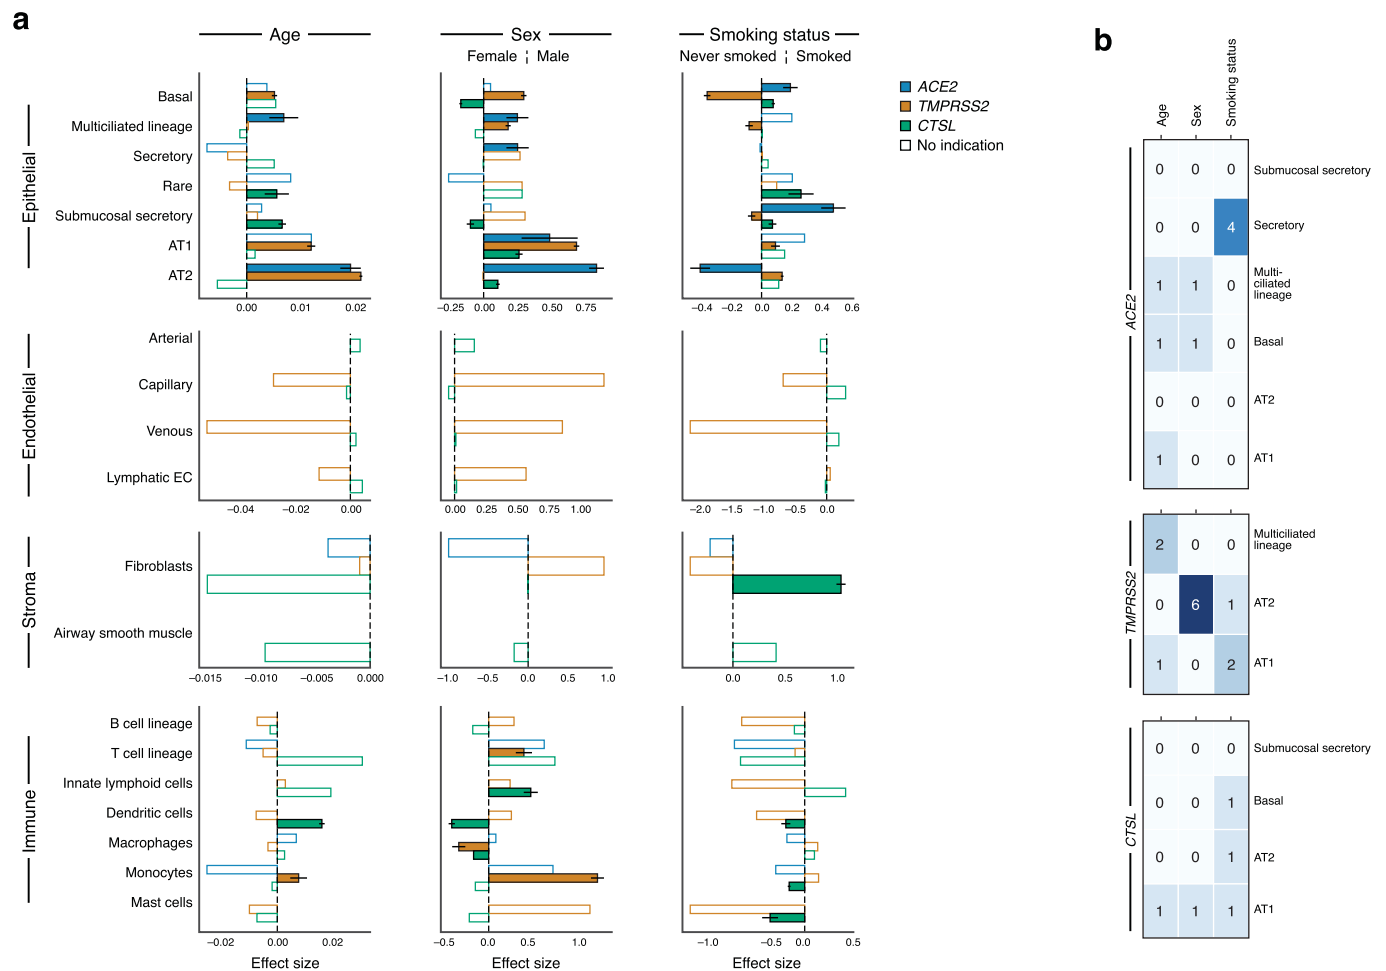 a
Age
Sex
Smoking status
Female
Male
Never smoked
Smoked
ACE2
TMPRSS2
CTSL
No indication
Epithelial
Basal
Multiciliated lineage
Secretory
Rare
Submucosal secretory
AT1
AT2
0.00 0.01 0.02
−0.25 0.00 0.25 0.50 0.75
−0.4 −0.2 0.0 0.2 0.4 0.6
Endothelial
Arterial
Capillary
Venous
Lymphatic EC
−0.04 −0.02 0.00
0.00 0.25 0.50 0.75 1.00
−2.0 −1.5 −1.0 −0.5 0.0
Stroma
Fibroblasts
Airway smooth muscle
−0.015 −0.010 −0.005 0.000
−1.0 −0.5 0.0 0.5 1.0
0.0 0.5 1.0
Immune
B cell lineage
T cell lineage
Innate lymphoid cells
Dendritic cells
Macrophages
Monocytes
Mast cells
−0.02 0.00 0.02
−0.5 0.0 0.5 1.0
−1.0 −0.5 0.0 0.5
Effect size
Effect size
Effect size
b
Age
Sex
Smoking status
ACE2
0 0 0 Submucosal secretory
0 0 4 Secretory
1 1 0 Multi-
ciliated
lineage
1 1 0 Basal
0 0 0 AT2
1 0 0 AT1
TMPRSS2
2 0 0 Multiciliated
lineage
0 6 1 AT2
1 0 2 AT1
CTSL
0 0 0 Submucosal secretory
0 0 1 Basal
0 0 1 AT2
1 1 1 AT1